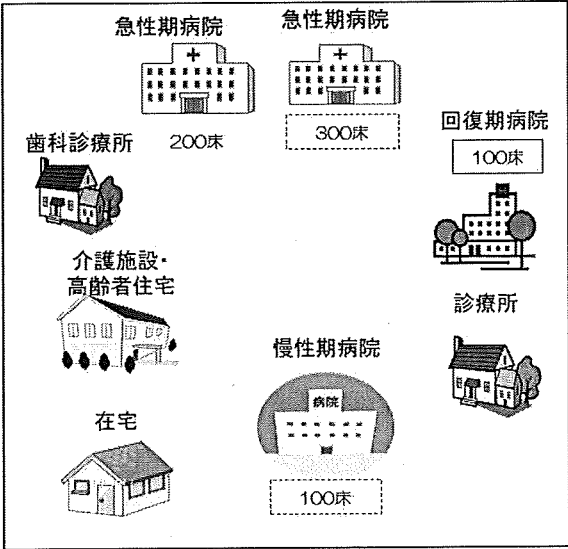 急性期病院
急性期病院
200床
300床
回復期病院
100床
歯科診療所
介護施設・
高齢者住宅
診療所
慢性期病院
病院
100床
在宅